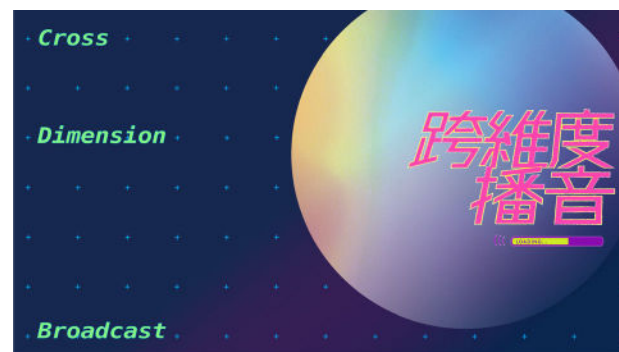 Cross
Dimension
Broadcast
跨維度
播音
LOADING..